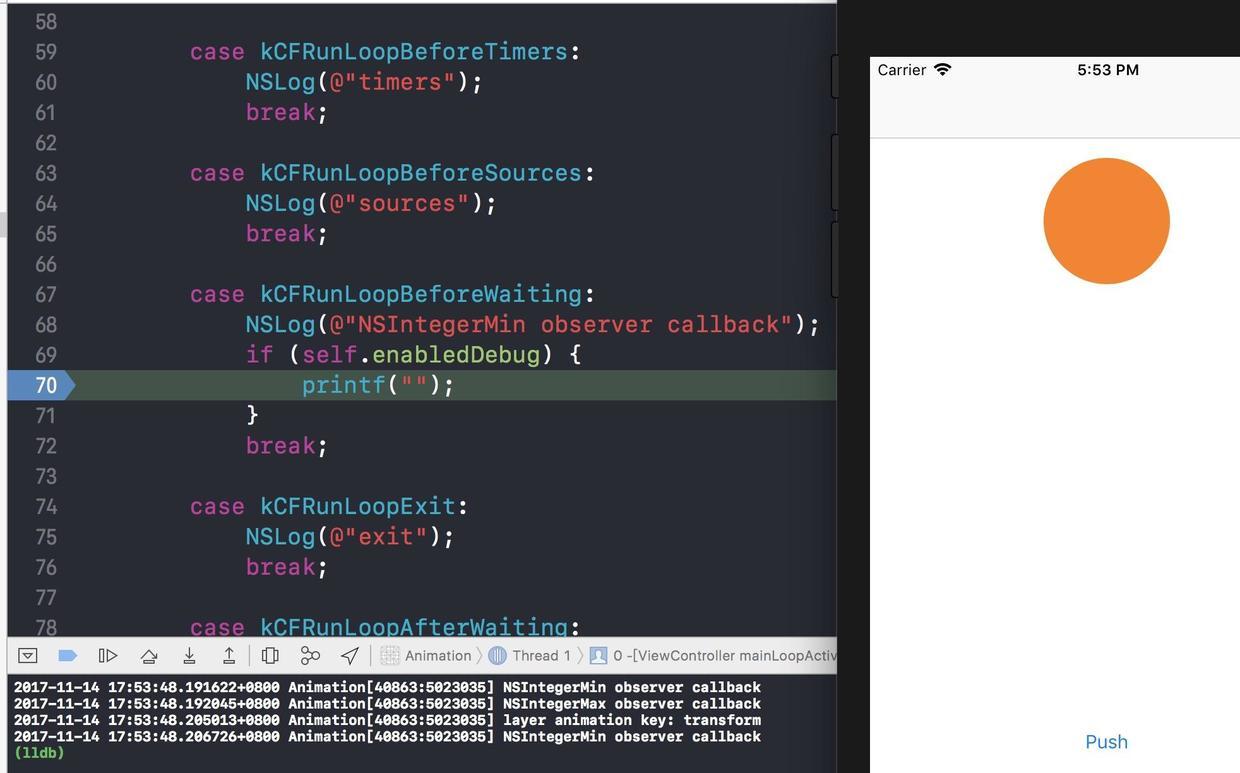 58
59 case kCFRunLoopBeforeTimers:
60 NSLog(@"timers");
61 break;
62
63 case kCFRunLoopBeforeSources:
64 NSLog(@"sources");
65 break;
66
67 case kCFRunLoopBeforeWaiting:
68 NSLog(@"NSIntegerMin observer callback");
69 if (self.enabledDebug) {
70 printf("");
71 }
72 break;
73
74 case kCFRunLoopExit:
75 NSLog(@"exit");
76 break;
77
78 case kCFRunLoopAfterWaiting:
Animation 〉 Thread 1 〉 0 -[ViewController mainLoopActiv
2017-11-14 17:53:48.191622+0800 Animation[40863:5023035] NSIntegerMin observer callback
2017-11-14 17:53:48.192045+0800 Animation[40863:5023035] NSIntegerMax observer callback
2017-11-14 17:53:48.205013+0800 Animation[40863:5023035] layer animation key: transform
2017-11-14 17:53:48.206726+0800 Animation[40863:5023035] NSIntegerMin observer callback
(lldb)
Carrier 5:53 PM
Push